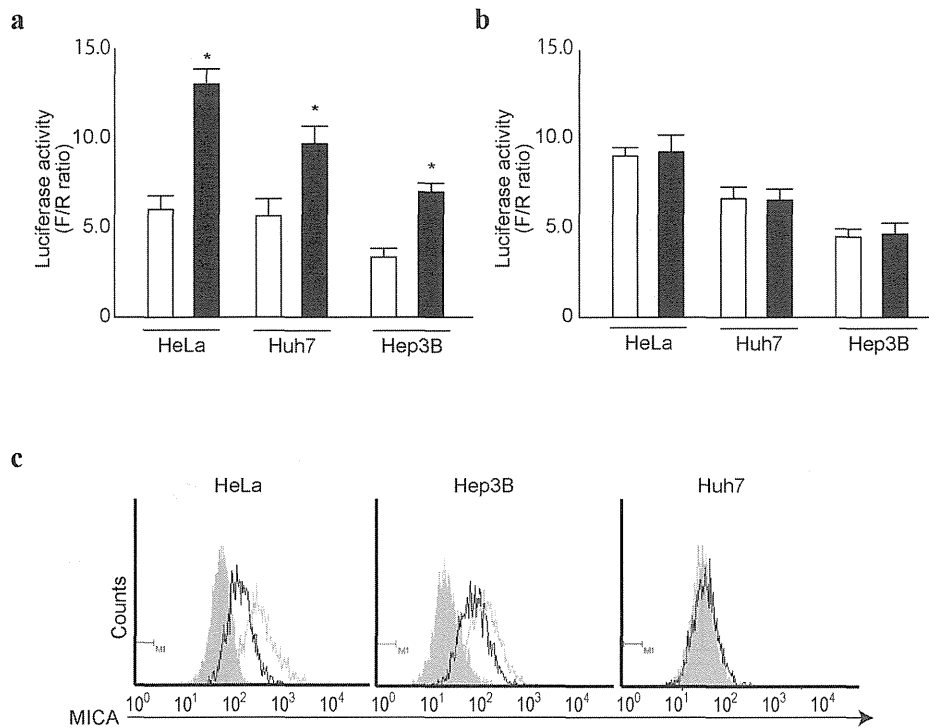 a
b
15.0
10.0
5.0
0
Luciferase activity
(F/R ratio)
*
*
*
HeLa
Huh7
Hep3B
15.0
10.0
5.0
0
Luciferase activity
(F/R ratio)
HeLa
Huh7
Hep3B
c
HeLa
Hep3B
Huh7
Counts
M1
M1
M1
10⁰ 10¹ 10² 10³ 10⁴
10⁰ 10¹ 10² 10³ 10⁴
10⁰ 10¹ 10² 10³ 10⁴
MICA